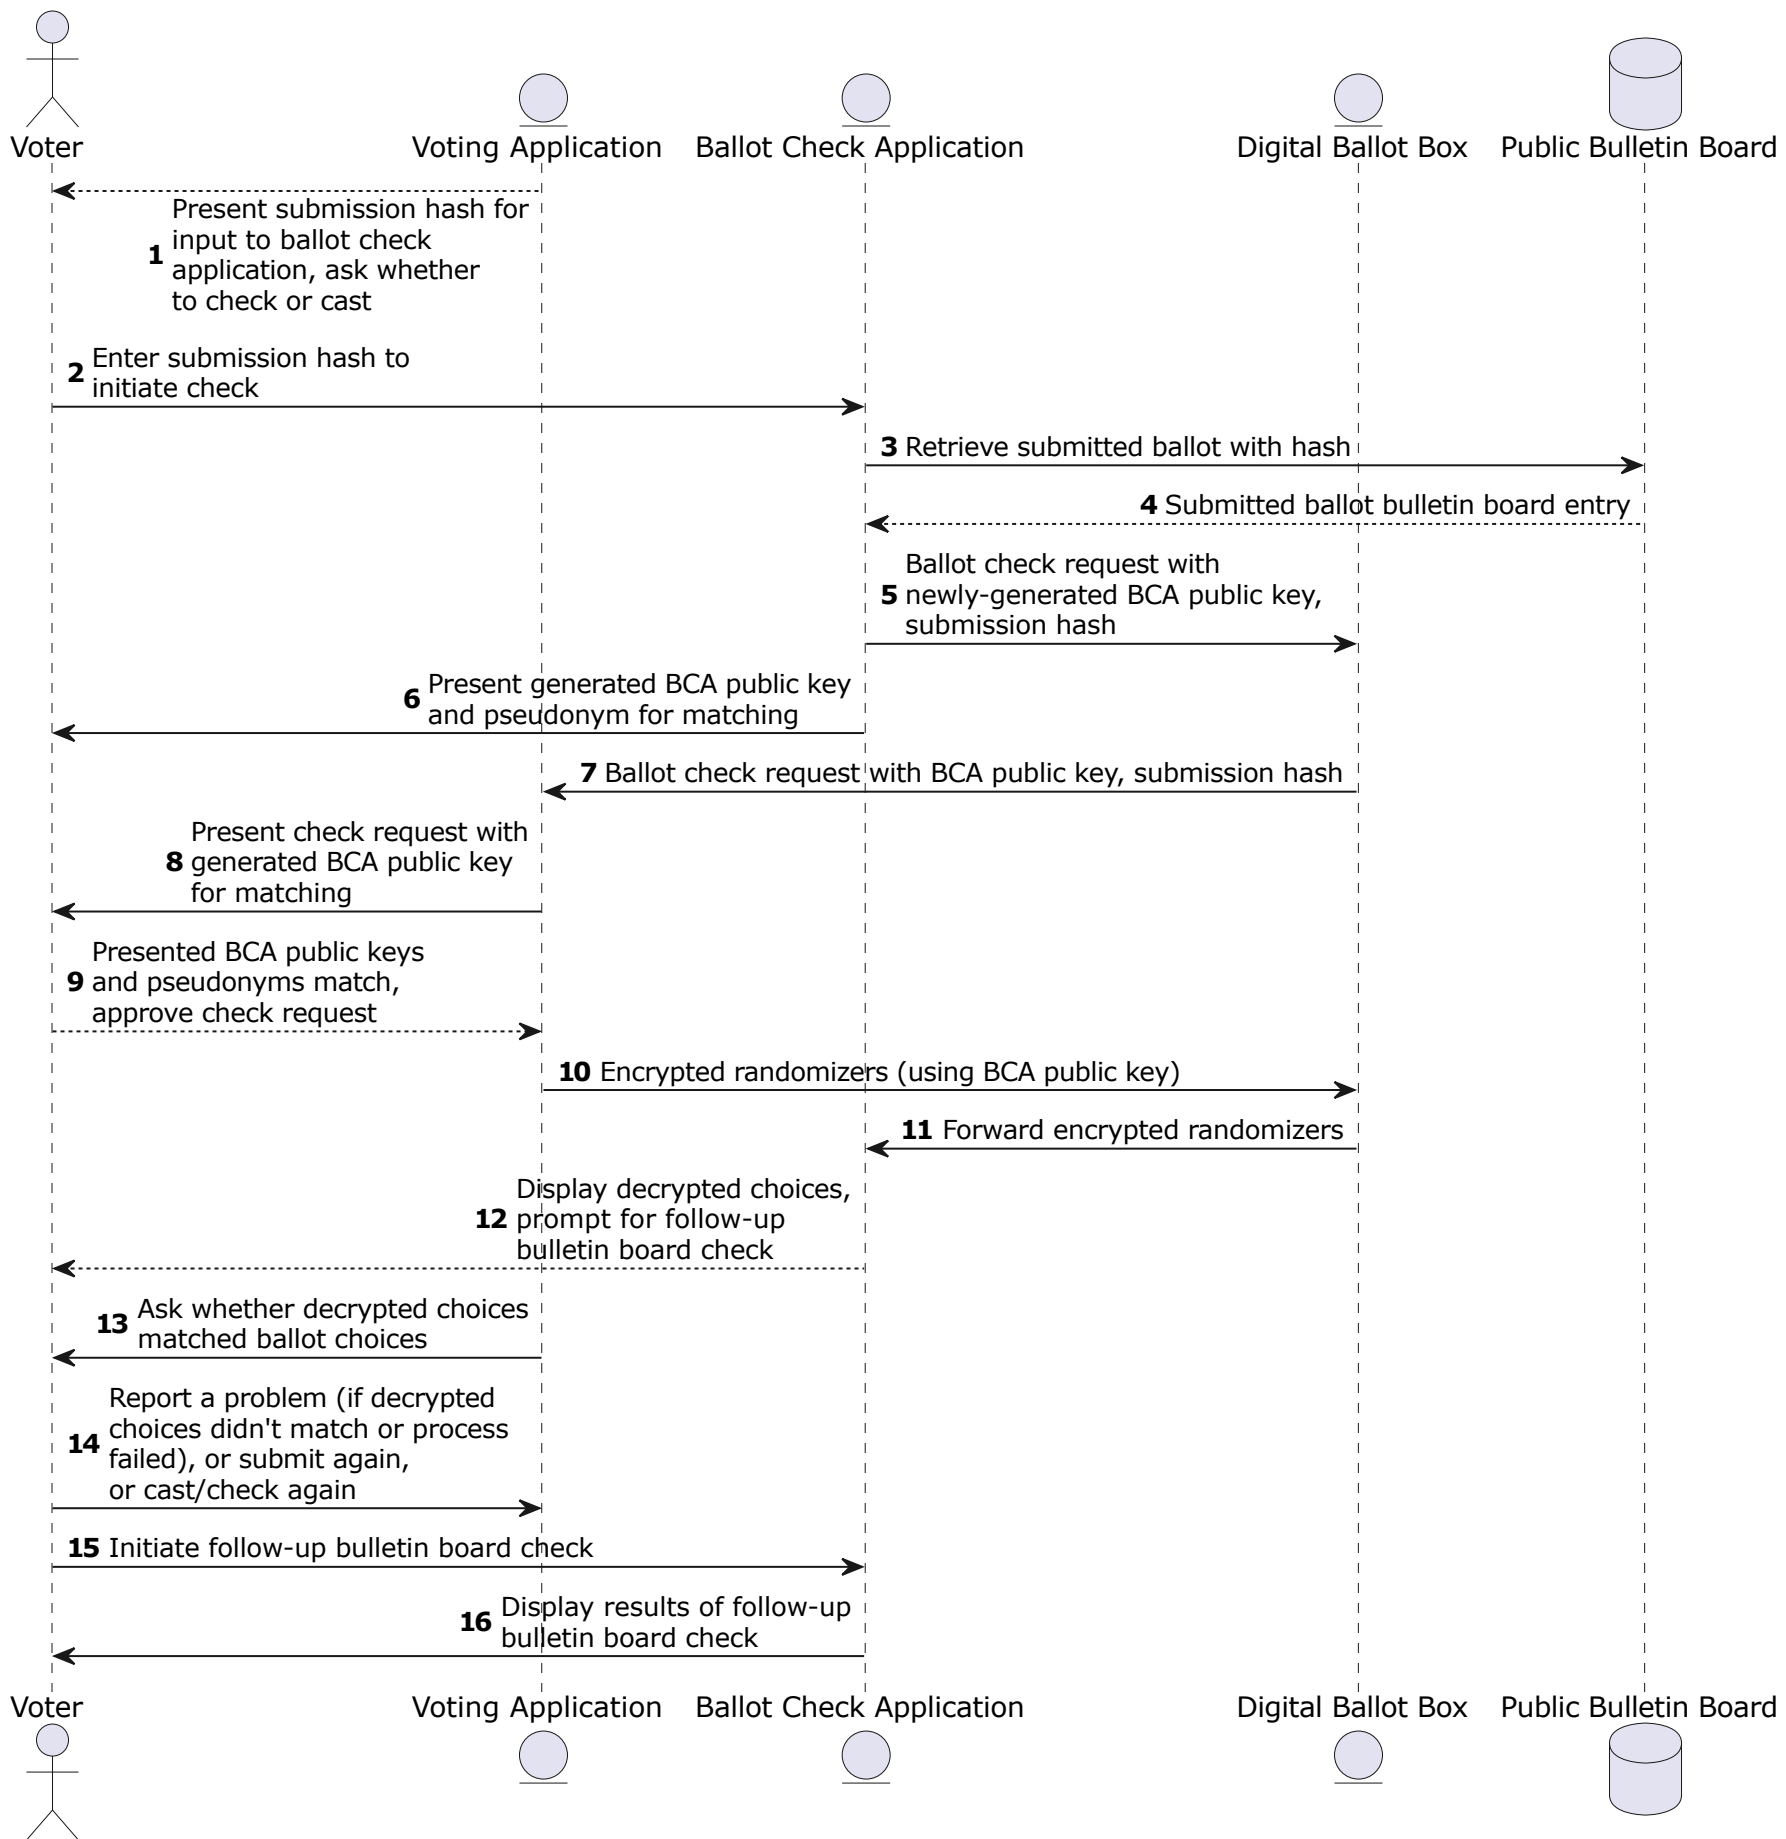 Voter
Voting Application
Ballot Check Application
Digital Ballot Box
Public Bulletin Board
1
Present submission hash for
input to ballot check
application, ask whether
to check or cast
2
Enter submission hash to
initiate check
3 Retrieve submitted ballot with hash
4 Submitted ballot bulletin board entry
5
Ballot check request with
newly-generated BCA public key,
submission hash
6
Present generated BCA public key
and pseudonym for matching
7 Ballot check request with BCA public key, submission hash
8
Present check request with
generated BCA public key
for matching
9
Presented BCA public keys
and pseudonyms match,
approve check request
10 Encrypted randomizers (using BCA public key)
11 Forward encrypted randomizers
12
Display decrypted choices,
prompt for follow-up
bulletin board check
13
Ask whether decrypted choices
matched ballot choices
14
Report a problem (if decrypted
choices didn't match or process
failed), or submit again,
or cast/check again
15 Initiate follow-up bulletin board check
16
Display results of follow-up
bulletin board check
Voter
Voting Application
Ballot Check Application
Digital Ballot Box
Public Bulletin Board